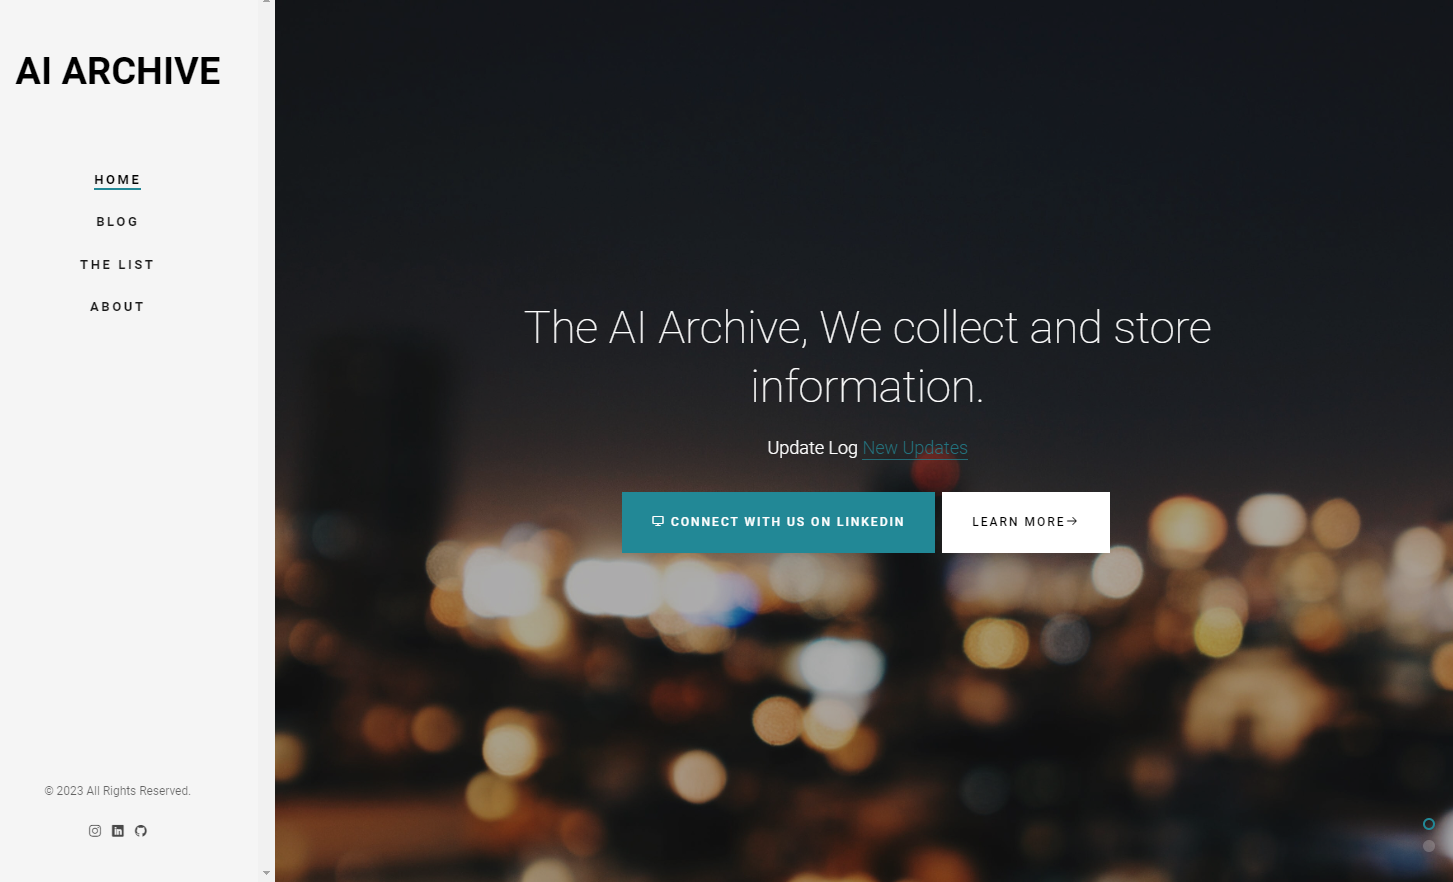 AI ARCHIVE
HOME
BLOG
THE LIST
ABOUT
© 2023 All Rights Reserved.
The AI Archive, We collect and store
information.
Update Log New Updates
CONNECT WITH US ON LINKEDIN
LEARN MORE→